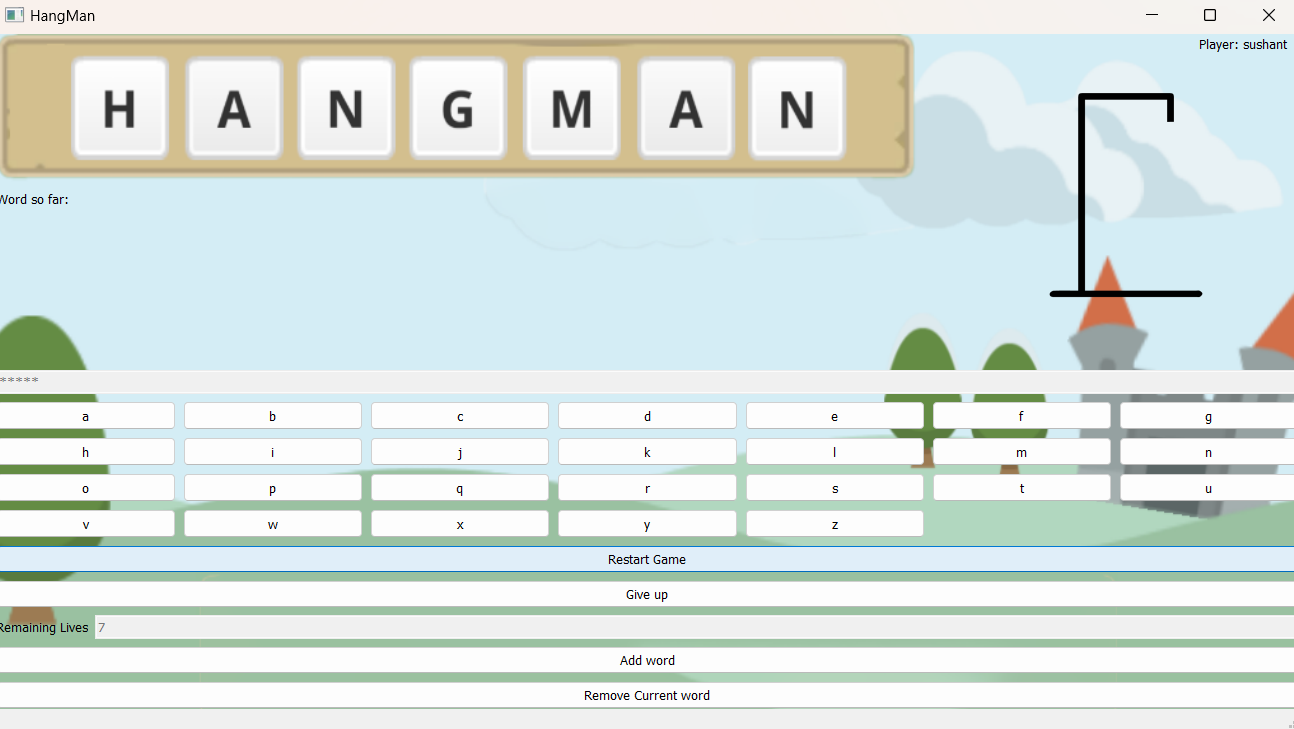 HangMan
Player: sushant
H A N G M A N
Word so far:
*****
a b c d e f g
h i j k l m n
o p q r s t u
v w x y z
Restart Game
Give up
Remaining Lives 7
Add word
Remove Current word